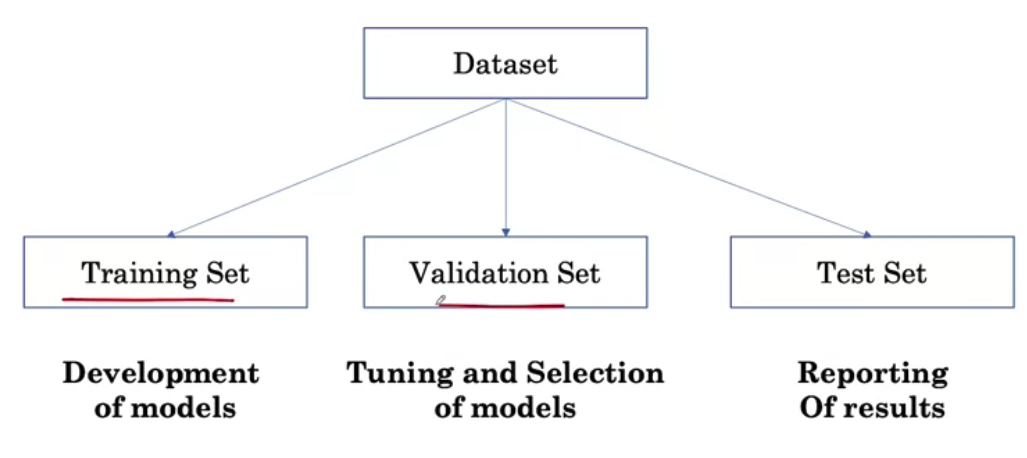 Dataset
Training Set
Validation Set
Test Set
Development
of models
Tuning and Selection
of models
Reporting
Of results